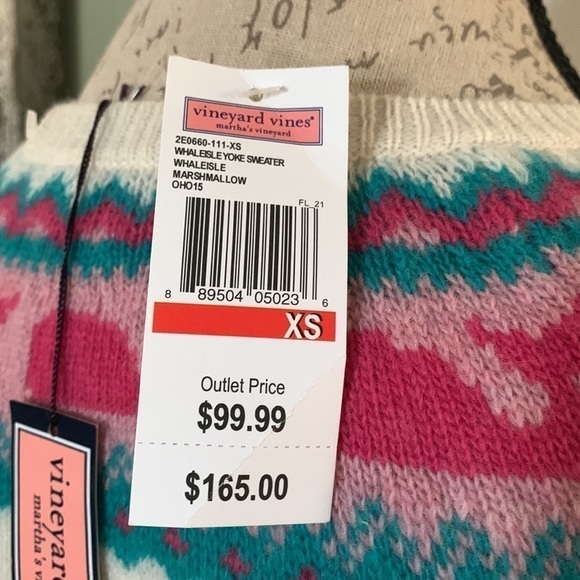 vineyard vines®
martha's vineyard
2E0660-111-XS
WHALEISLE YOKE SWEATER
WHALEISLE
MARSHMALLOW
OHO15
FL_21
8 89504 05023 6
XS
Outlet Price
$99.99
$165.00
vineyard
martha's v